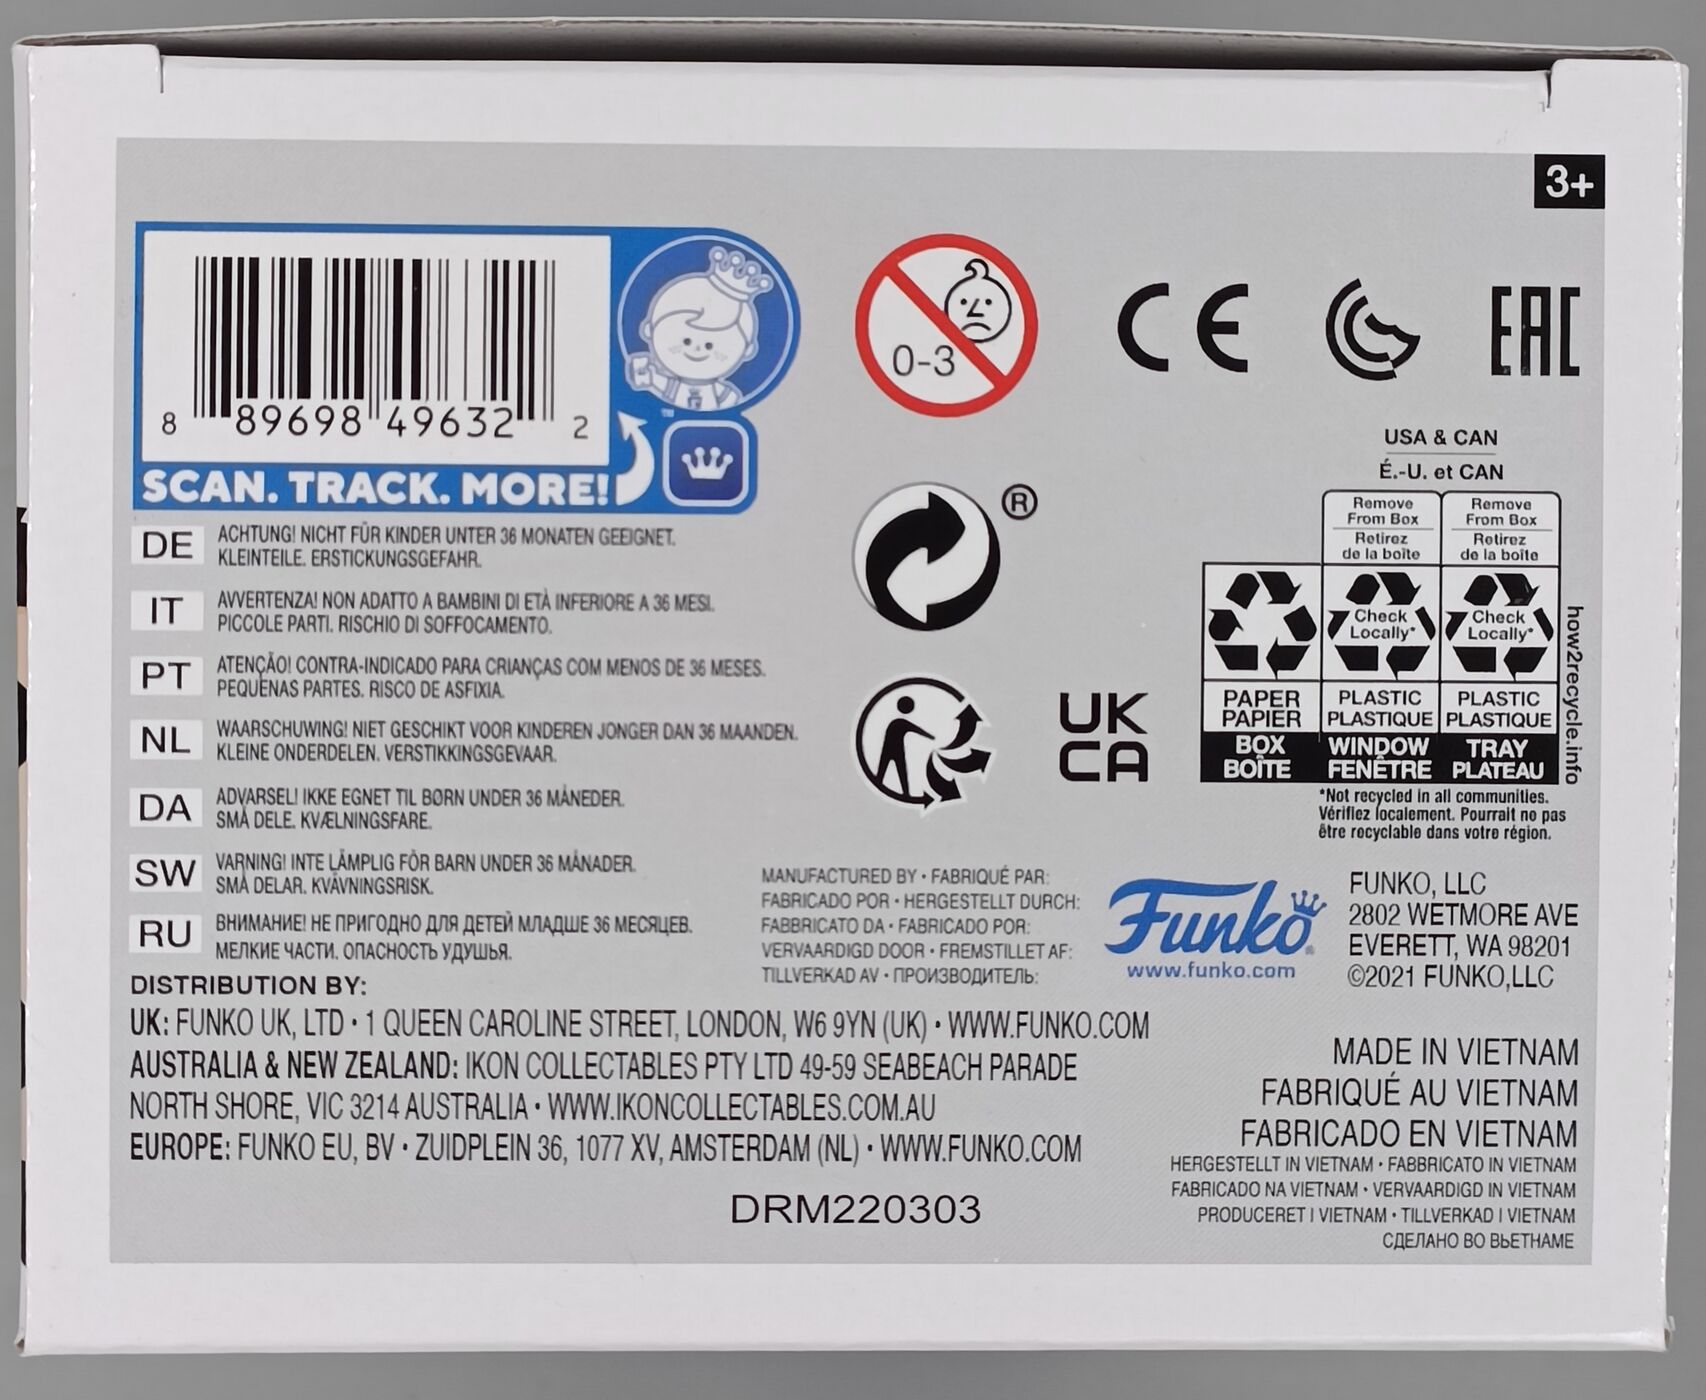 3+
8 89698 49632 2
SCAN. TRACK. MORE!
™
0-3
CE
EAC
®
UK
CA
DE
ACHTUNG! NICHT FÜR KINDER UNTER 36 MONATEN GEEIGNET.
KLEINTEILE. ERSTICKUNGSGEFAHR.
IT
AVVERTENZA! NON ADATTO A BAMBINI DI ETÀ INFERIORE A 36 MESI.
PICCOLE PARTI. RISCHIO DI SOFFOCAMENTO.
PT
ATENÇÃO! CONTRA-INDICADO PARA CRIANÇAS COM MENOS DE 36 MESES.
PEQUENAS PARTES. RISCO DE ASFIXIA.
NL
WAARSCHUWING! NIET GESCHIKT VOOR KINDEREN JONGER DAN 36 MAANDEN.
KLEINE ONDERDELEN. VERSTIKKINGSGEVAAR.
DA
ADVARSEL! IKKE EGNET TIL BØRN UNDER 36 MÅNEDER.
SMÅ DELE. KVÆLNINGSFARE.
SW
VARNING! INTE LÄMPLIG FÖR BARN UNDER 36 MÅNADER.
SMÅ DELAR. KVÄVNINGSRISK.
RU
ВНИМАНИЕ! НЕ ПРИГОДНО ДЛЯ ДЕТЕЙ МЛАДШЕ 36 МЕСЯЦЕВ.
МЕЛКИЕ ЧАСТИ. ОПАСНОСТЬ УДУШЬЯ.
USA & CAN
É.-U. et CAN
Remove
From Box
Retirez
de la boîte
Remove
From Box
Retirez
de la boîte
Check
Locally*
Check
Locally*
PAPER
PAPIER
PLASTIC
PLASTIQUE
PLASTIC
PLASTIQUE
BOX
BOÎTE
WINDOW
FENÊTRE
TRAY
PLATEAU
how2recycle.info
*Not recycled in all communities.
Vérifiez localement. Pourrait ne pas
être recyclable dans votre région.
MANUFACTURED BY • FABRIQUÉ PAR:
FABRICADO POR • HERGESTELLT DURCH:
FABBRICATO DA • FABRICADO POR:
VERVAARDIGD DOOR • FREMSTILLET AF:
TILLVERKAD AV • ПРОИЗВОДИТЕЛЬ:
Funko®
www.funko.com
FUNKO, LLC
2802 WETMORE AVE
EVERETT, WA 98201
©2021 FUNKO,LLC
DISTRIBUTION BY:
UK: FUNKO UK, LTD • 1 QUEEN CAROLINE STREET, LONDON, W6 9YN (UK) • WWW.FUNKO.COM
AUSTRALIA & NEW ZEALAND: IKON COLLECTABLES PTY LTD 49-59 SEABEACH PARADE
NORTH SHORE, VIC 3214 AUSTRALIA • WWW.IKONCOLLECTABLES.COM.AU
EUROPE: FUNKO EU, BV • ZUIDPLEIN 36, 1077 XV, AMSTERDAM (NL) • WWW.FUNKO.COM
DRM220303
MADE IN VIETNAM
FABRIQUÉ AU VIETNAM
FABRICADO EN VIETNAM
HERGESTELLT IN VIETNAM • FABBRICATO IN VIETNAM
FABRICADO NA VIETNAM • VERVAARDIGD IN VIETNAM
PRODUCERET I VIETNAM • TILLVERKAD I VIETNAM
СДЕЛАНО ВО ВЬЕТНАМЕ